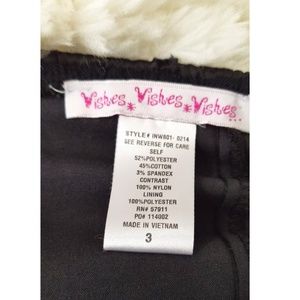 Wishes Wishes Wishes...
STYLE# INW801-0214
SEE REVERSE FOR CARE
SELF
52%POLYESTER
45%COTTON
3% SPANDEX
CONTRAST
100% NYLON
LINING
100%POLYESTER
RN# 57911
PO# 114002
MADE IN VIETNAM
3